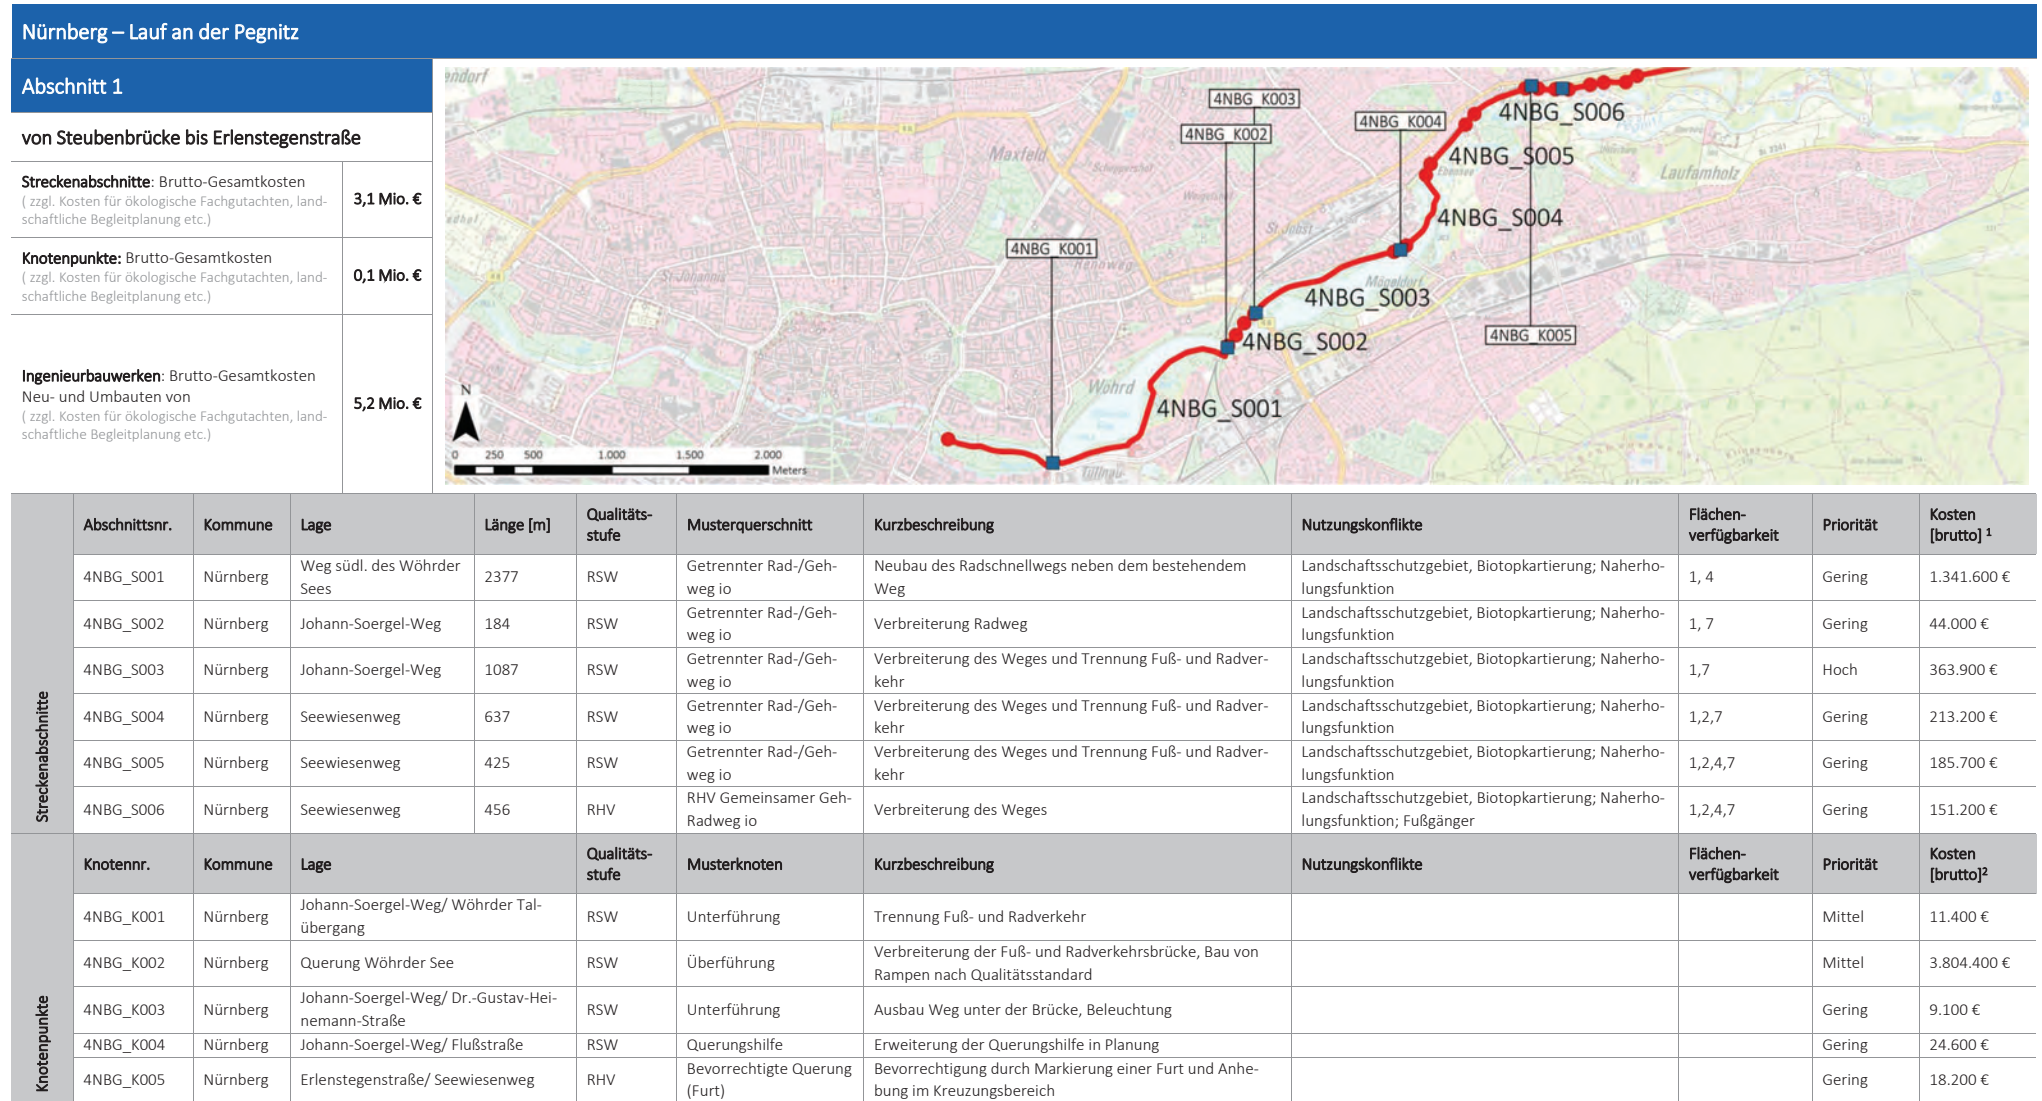 Nürnberg – Lauf an der Pegnitz
Abschnitt 1
von Steubenbrücke bis Erlenstegenstraße
Streckenabschnitte: Brutto-Gesamtkosten
( zzgl. Kosten für ökologische Fachgutachten, land-
schaftliche Begleitplanung etc.)
3,1 Mio. €
Knotenpunkte: Brutto-Gesamtkosten
( zzgl. Kosten für ökologische Fachgutachten, land-
schaftliche Begleitplanung etc.)
0,1 Mio. €
Ingenieurbauwerken: Brutto-Gesamtkosten
Neu- und Umbauten von
( zzgl. Kosten für ökologische Fachgutachten, land-
schaftliche Begleitplanung etc.)
5,2 Mio. €
4NBG_K003
4NBG_K002
4NBG_K004
4NBG_S006
4NBG_S005
4NBG_S004
4NBG_K001
4NBG_S003
4NBG_K005
4NBG_S002
4NBG_S001
Maxfeld
Laufamholz
St. Jobst
St. Johannis
Rennweg
Mögeldorf
Ebensee
Wöhrd
Tüllnau
N
0 250 500 1.000 1.500 2.000
Meters
Streckenabschnitte
Abschnittsnr. Kommune Lage Länge [m] Qualitäts- Musterquerschnitt Kurzbeschreibung Nutzungskonflikte Flächen- Priorität Kosten
stufe verfügbarkeit [brutto] ¹
4NBG_S001 Nürnberg Weg südl. des Wöhrder 2377 RSW Getrennter Rad-/Geh- Neubau des Radschnellwegs neben dem bestehendem Landschaftsschutzgebiet, Biotopkartierung; Naherho- 1, 4 Gering 1.341.600 €
Sees weg io Weg lungsfunktion
4NBG_S002 Nürnberg Johann-Soergel-Weg 184 RSW Getrennter Rad-/Geh- Verbreiterung Radweg Landschaftsschutzgebiet, Biotopkartierung; Naherho- 1, 7 Gering 44.000 €
weg io lungsfunktion
4NBG_S003 Nürnberg Johann-Soergel-Weg 1087 RSW Getrennter Rad-/Geh- Verbreiterung des Weges und Trennung Fuß- und Radver- Landschaftsschutzgebiet, Biotopkartierung; Naherho- 1,7 Hoch 363.900 €
weg io kehr lungsfunktion
4NBG_S004 Nürnberg Seewiesenweg 637 RSW Getrennter Rad-/Geh- Verbreiterung des Weges und Trennung Fuß- und Radver- Landschaftsschutzgebiet, Biotopkartierung; Naherho- 1,2,7 Gering 213.200 €
weg io kehr lungsfunktion
4NBG_S005 Nürnberg Seewiesenweg 425 RSW Getrennter Rad-/Geh- Verbreiterung des Weges und Trennung Fuß- und Radver- Landschaftsschutzgebiet, Biotopkartierung; Naherho- 1,2,4,7 Gering 185.700 €
weg io kehr lungsfunktion
4NBG_S006 Nürnberg Seewiesenweg 456 RHV RHV Gemeinsamer Geh- Verbreiterung des Weges Landschaftsschutzgebiet, Biotopkartierung; Naherho- 1,2,4,7 Gering 151.200 €
Radweg io lungsfunktion; Fußgänger
Knotenpunkte
Knotennr. Kommune Lage Qualitäts- Musterknoten Kurzbeschreibung Nutzungskonflikte Flächen- Priorität Kosten
stufe verfügbarkeit [brutto]²
4NBG_K001 Nürnberg Johann-Soergel-Weg/ Wöhrder Tal- RSW Unterführung Trennung Fuß- und Radverkehr Mittel 11.400 €
übergang
4NBG_K002 Nürnberg Querung Wöhrder See RSW Überführung Verbreiterung der Fuß- und Radverkehrsbrücke, Bau von Mittel 3.804.400 €
Rampen nach Qualitätsstandard
4NBG_K003 Nürnberg Johann-Soergel-Weg/ Dr.-Gustav-Hei- RSW Unterführung Ausbau Weg unter der Brücke, Beleuchtung Gering 9.100 €
nemann-Straße
4NBG_K004 Nürnberg Johann-Soergel-Weg/ Flußstraße RSW Querungshilfe Erweiterung der Querungshilfe in Planung Gering 24.600 €
4NBG_K005 Nürnberg Erlenstegenstraße/ Seewiesenweg RHV Bevorrechtigte Querung Bevorrechtigung durch Markierung einer Furt und Anhe- Gering 18.200 €
(Furt) bung im Kreuzungsbereich